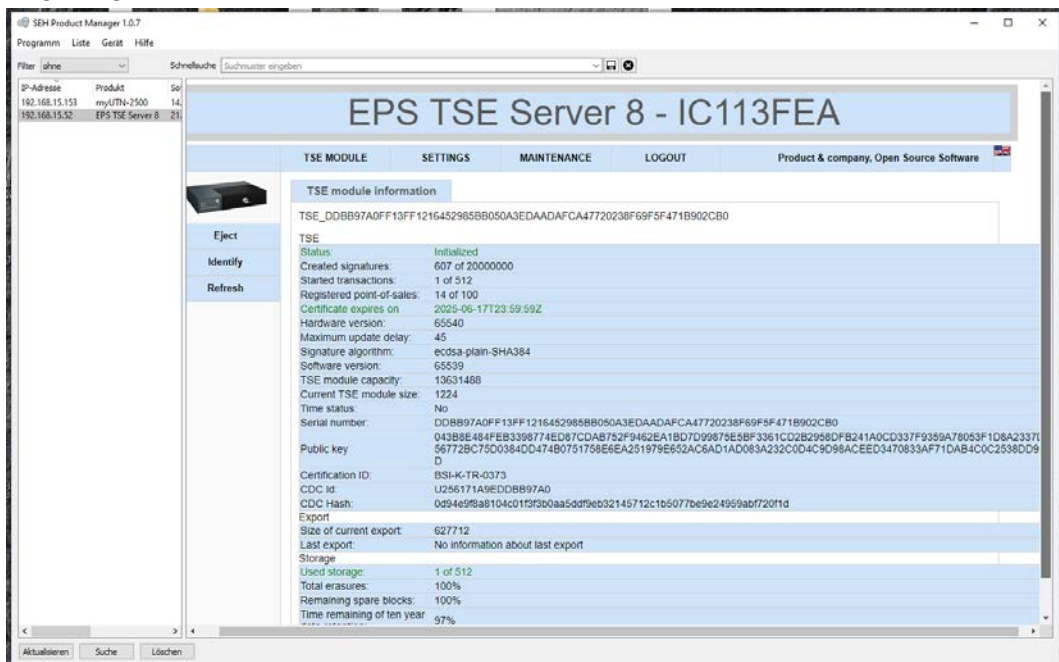 SEH Product Manager 1.0.7
Programm Liste Gerät Hilfe
Filter ohne Schnellsuche Suchmuster eingeben
IP-Adresse Produkt So
192.168.15.153 myUTN-2500 14.
192.168.15.52 EPS TSE Server 8 21.
EPS TSE Server 8 - IC113FEA
TSE MODULE SETTINGS MAINTENANCE LOGOUT Product & company, Open Source Software
Eject
Identify
Refresh
TSE module information
TSE_DDBB97A0FF13FF1216452985BB050A3EDAADAFCA47720238F69F5F471B902CB0
TSE
Status: Initialized
Created signatures: 607 of 20000000
Started transactions: 1 of 512
Registered point-of-sales: 14 of 100
Certificate expires on 2025-06-17T23:59:59Z
Hardware version: 65540
Maximum update delay: 45
Signature algorithm: ecdsa-plain-SHA384
Software version: 65539
TSE module capacity: 13631488
Current TSE module size: 1224
Time status: No
Serial number: DDBB97A0FF13FF1216452985BB050A3EDAADAFCA47720238F69F5F471B902CB0
043B8E484FEB3398774ED87CDAB752F9462EA1BD7D99875E5BF3361CD2B2958DFB241A0CD337F9359A78053F1D8A2337D
Public key 56772BC75D0384DD474B0751758E6EA251979E652AC6AD1AD083A232C0D4C9D98ACEED3470833AF71DAB4C0C2538DD9
D
Certification ID: BSI-K-TR-0373
CDC Id: U256171A9EDDBB97A0
CDC Hash: 0d94e9f8a8104c01f3f3b0aa5ddf9eb32145712c1b5077be9e24959abf720f1d
Export
Size of current export: 627712
Last export: No information about last export
Storage
Used storage: 1 of 512
Total erasures: 100%
Remaining spare blocks: 100%
Time remaining of ten year 97%
Aktualisieren Suche Löschen